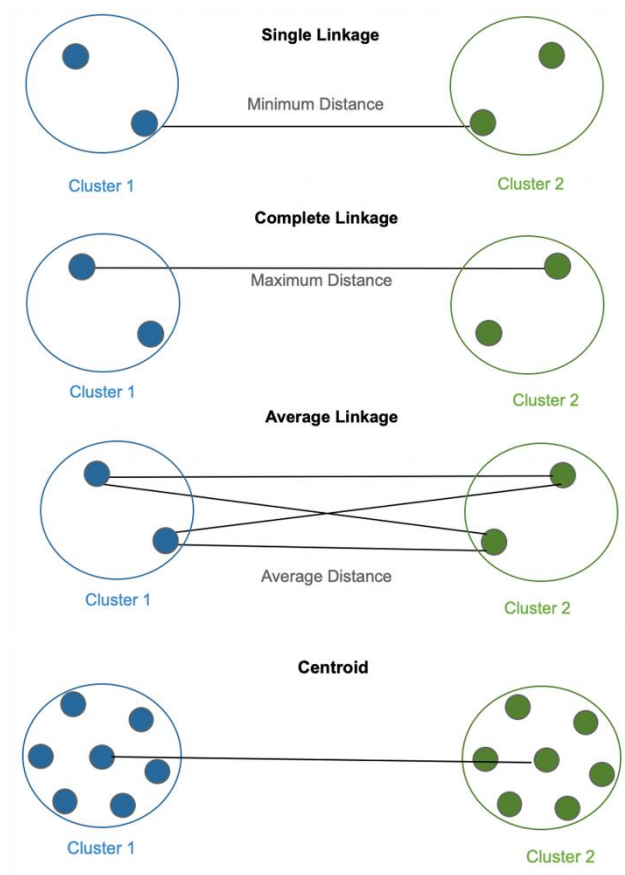 Single Linkage
Minimum Distance
Cluster 1
Cluster 2
Complete Linkage
Maximum Distance
Cluster 1
Cluster 2
Average Linkage
Average Distance
Cluster 1
Cluster 2
Centroid
Cluster 1
Cluster 2